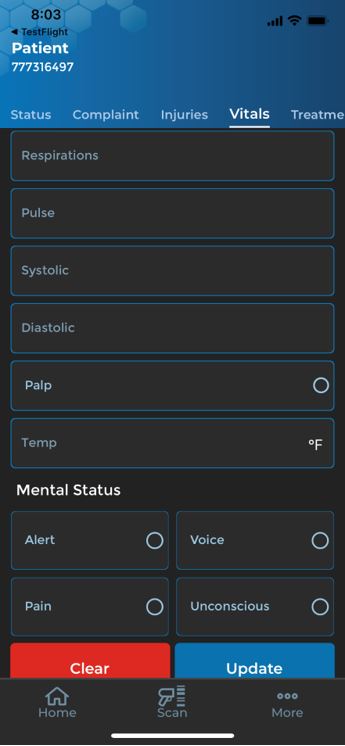 8:03
◀ TestFlight
Patient
777316497
Status Complaint Injuries Vitals Treatme
Respirations
Pulse
Systolic
Diastolic
Palp
Temp °F
Mental Status
Alert Voice
Pain Unconscious
Clear Update
Home Scan More